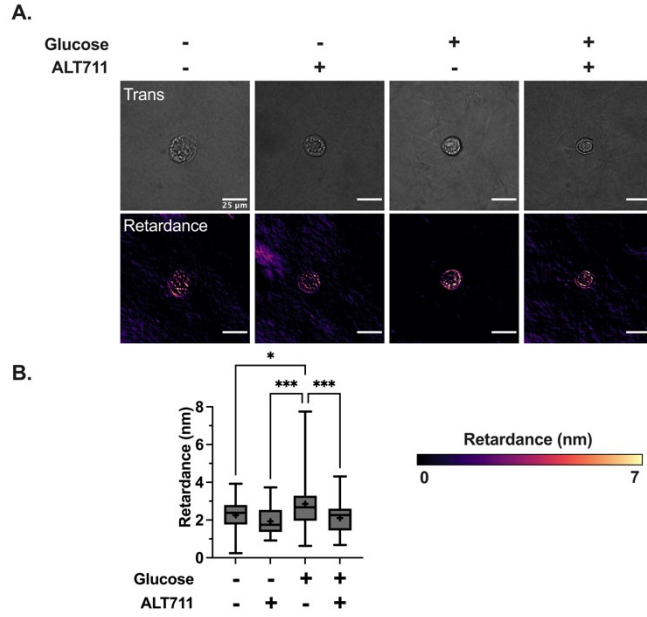 A.
Glucose - - + +
ALT711 - + - +
Trans
25 µm
Retardance
B.
*
*** ***
8
6
4
2
0
Retardance (nm)
Glucose - - + +
ALT711 - + - +
Retardance (nm)
0 7